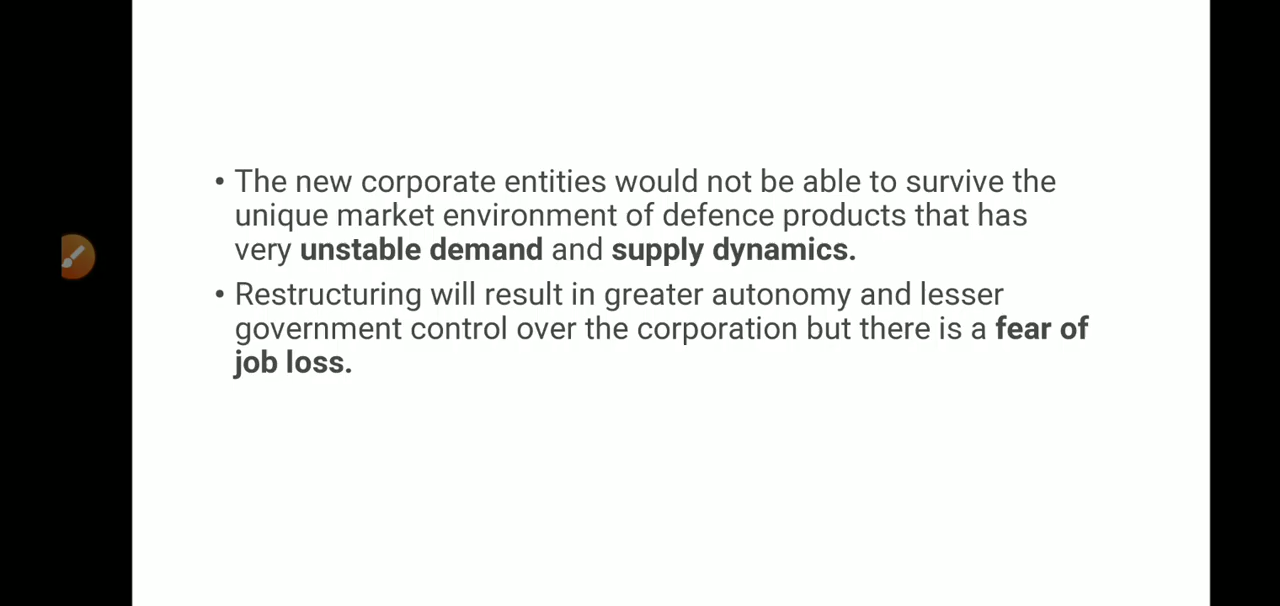 • The new corporate entities would not be able to survive the
unique market environment of defence products that has
very unstable demand and supply dynamics.
• Restructuring will result in greater autonomy and lesser
government control over the corporation but there is a fear of
job loss.